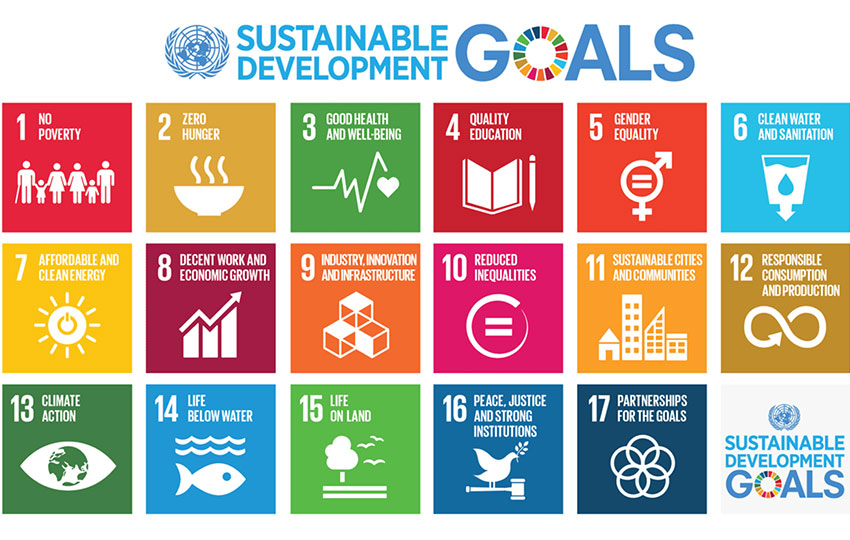 SUSTAINABLE
DEVELOPMENT
GOALS
1 NO
POVERTY
2 ZERO
HUNGER
3 GOOD HEALTH
AND WELL-BEING
4 QUALITY
EDUCATION
5 GENDER
EQUALITY
6 CLEAN WATER
AND SANITATION
7 AFFORDABLE AND
CLEAN ENERGY
8 DECENT WORK AND
ECONOMIC GROWTH
9 INDUSTRY, INNOVATION
AND INFRASTRUCTURE
10 REDUCED
INEQUALITIES
11 SUSTAINABLE CITIES
AND COMMUNITIES
12 RESPONSIBLE
CONSUMPTION
AND PRODUCTION
13 CLIMATE
ACTION
14 LIFE
BELOW WATER
15 LIFE
ON LAND
16 PEACE, JUSTICE
AND STRONG
INSTITUTIONS
17 PARTNERSHIPS
FOR THE GOALS
SUSTAINABLE
DEVELOPMENT
GOALS